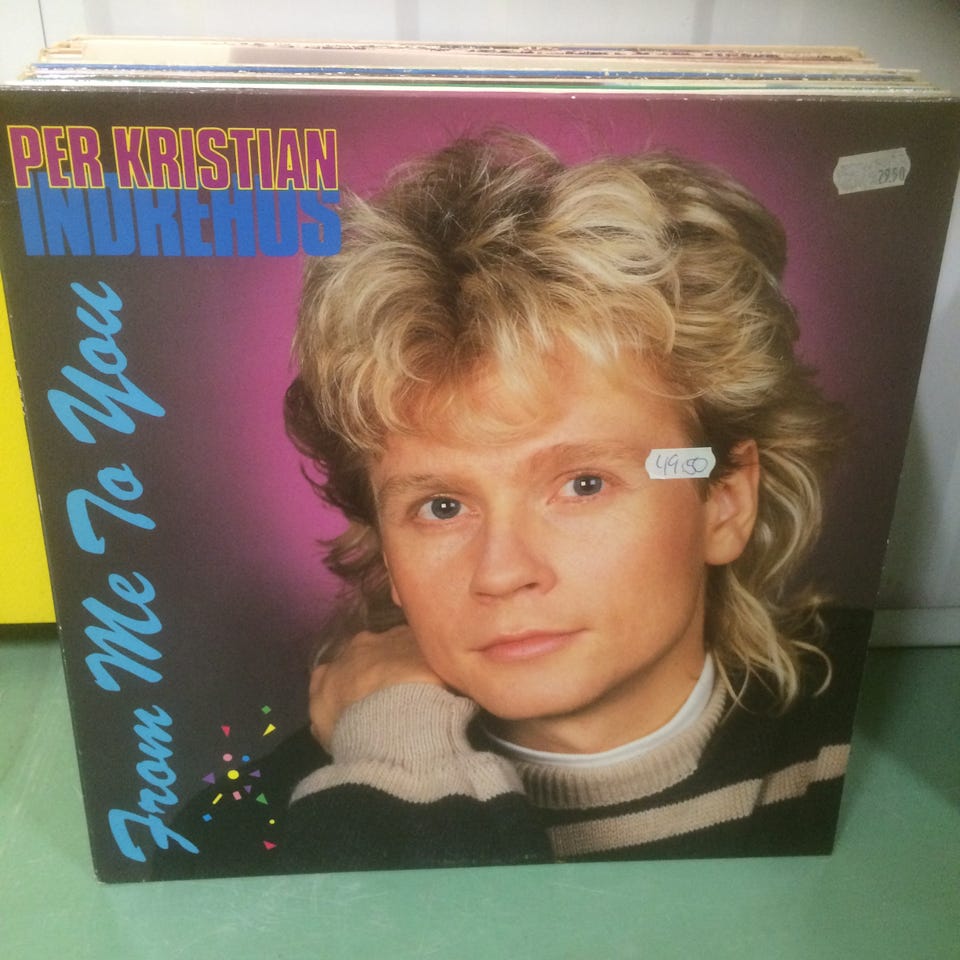 PER KRISTIAN
INDREHUS
From Me To You
29.50
49.50